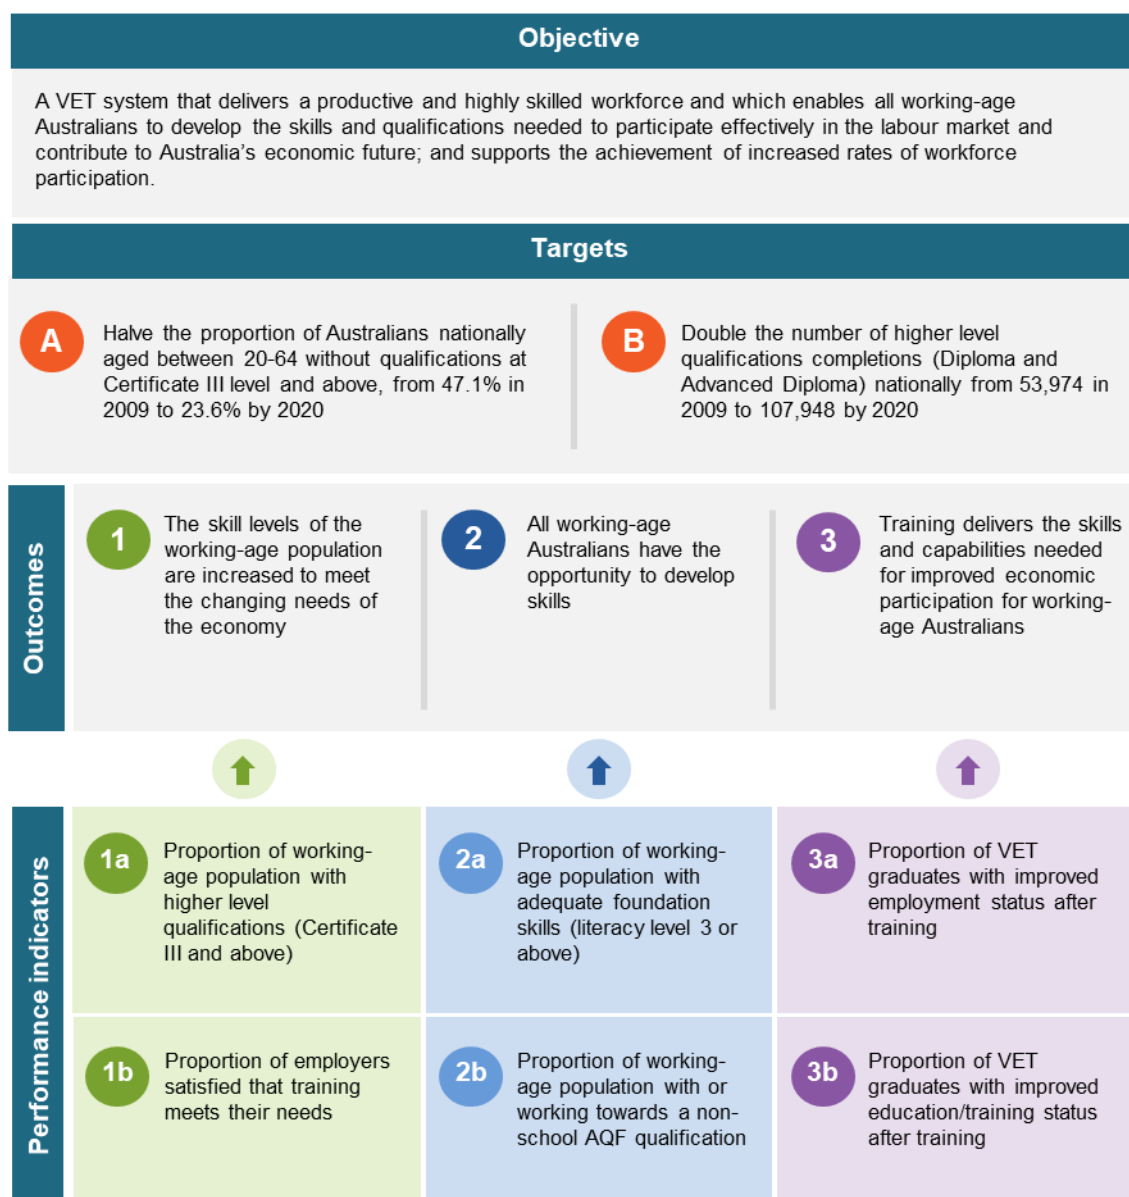 Objective
A VET system that delivers a productive and highly skilled workforce and which enables all working-age
Australians to develop the skills and qualifications needed to participate effectively in the labour market and
contribute to Australia's economic future; and supports the achievement of increased rates of workforce
participation.
Targets
A
Halve the proportion of Australians nationally
aged between 20-64 without qualifications at
Certificate III level and above, from 47.1% in
2009 to 23.6% by 2020
B
Double the number of higher level
qualifications completions (Diploma and
Advanced Diploma) nationally from 53,974 in
2009 to 107,948 by 2020
Outcomes
1
The skill levels of the
working-age population
are increased to meet
the changing needs of
the economy
2
All working-age
Australians have the
opportunity to develop
skills
3
Training delivers the skills
and capabilities needed
for improved economic
participation for working-
age Australians
Performance indicators
1a
Proportion of working-
age population with
higher level
qualifications (Certificate
III and above)
2a
Proportion of working-
age population with
adequate foundation
skills (literacy level 3 or
above)
3a
Proportion of VET
graduates with improved
employment status after
training
1b
Proportion of employers
satisfied that training
meets their needs
2b
Proportion of working-
age population with or
working towards a non-
school AQF qualification
3b
Proportion of VET
graduates with improved
education/training status
after training